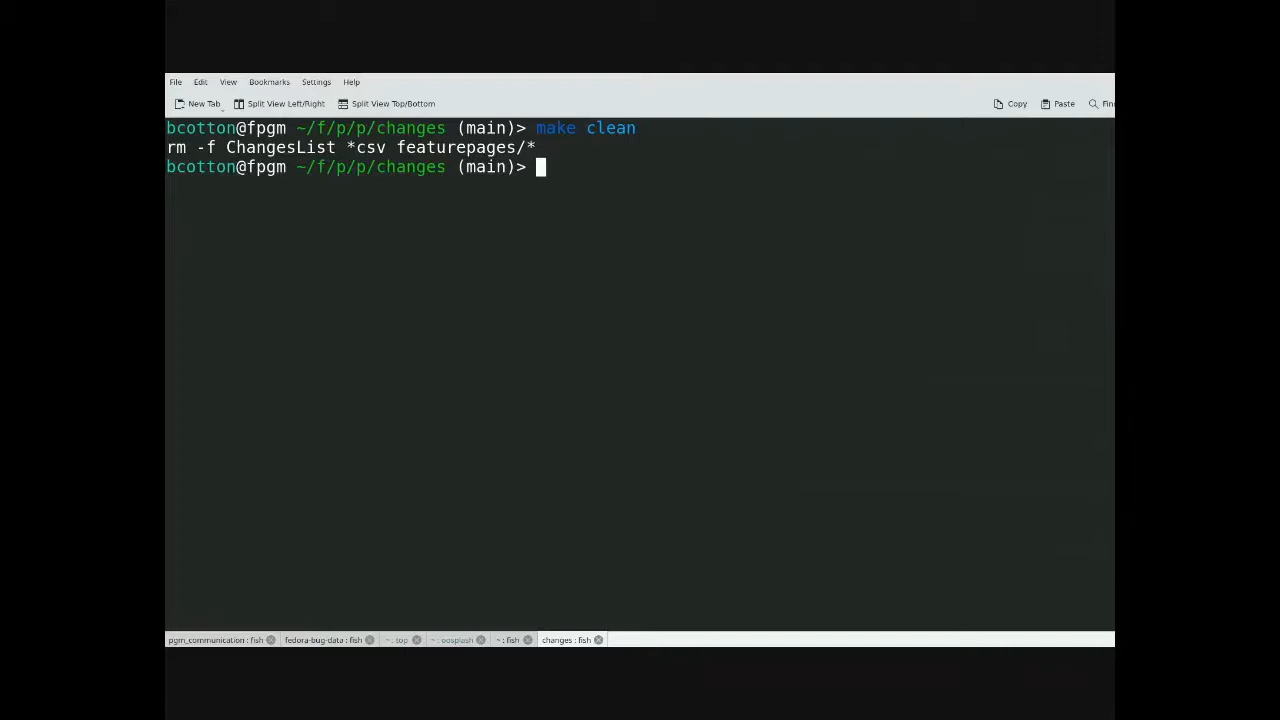 File Edit View Bookmarks Settings Help
New Tab Split View Left/Right Split View Top/Bottom Copy Paste Fin
bcotton@fpgm ~/f/p/p/changes (main)> make clean
rm -f ChangesList *csv featurepages/*
bcotton@fpgm ~/f/p/p/changes (main)>
pgm_communication : fish fedora-bug-data : fish ~ : top ~ : oosplash ~ : fish changes : fish